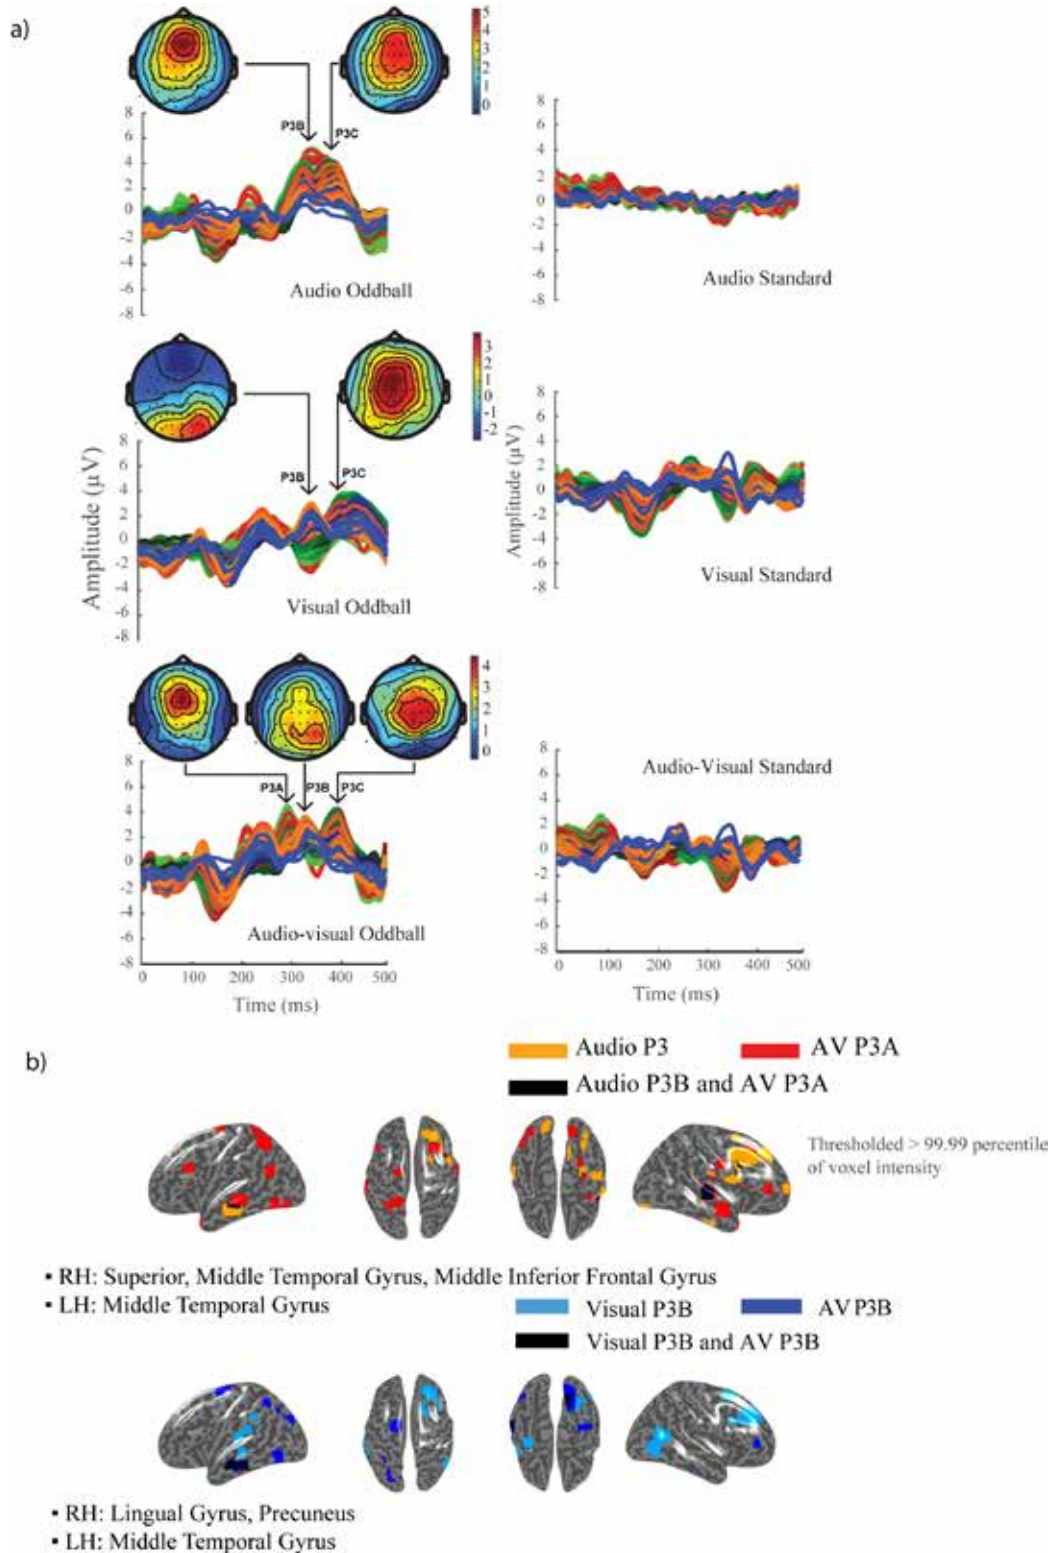 a)
5
4
3
2
1
0
P3B
P3C
8
6
4
2
0
-2
-4
-6
-8
Audio Oddball
8
6
4
2
0
-2
-4
-6
-8
Audio Standard
3
2
1
0
-1
-2
P3B
P3C
Amplitude (µV)
8
6
4
2
0
-2
-4
-6
-8
Visual Oddball
Amplitude (µV)
8
6
4
2
0
-2
-4
-6
-8
Visual Standard
4
3
2
1
0
P3A
P3B
P3C
8
6
4
2
0
-2
-4
-6
-8
Audio-visual Oddball
0 100 200 300 400 500
Time (ms)
Audio-Visual Standard
8
6
4
2
0
-2
-4
-6
-8
0 100 200 300 400 500
Time (ms)
b)
Audio P3 AV P3A
Audio P3B and AV P3A
Thresholded > 99.99 percentile
of voxel intensity
▪ RH: Superior, Middle Temporal Gyrus, Middle Inferior Frontal Gyrus
▪ LH: Middle Temporal Gyrus
Visual P3B AV P3B
Visual P3B and AV P3B
▪ RH: Lingual Gyrus, Precuneus
▪ LH: Middle Temporal Gyrus